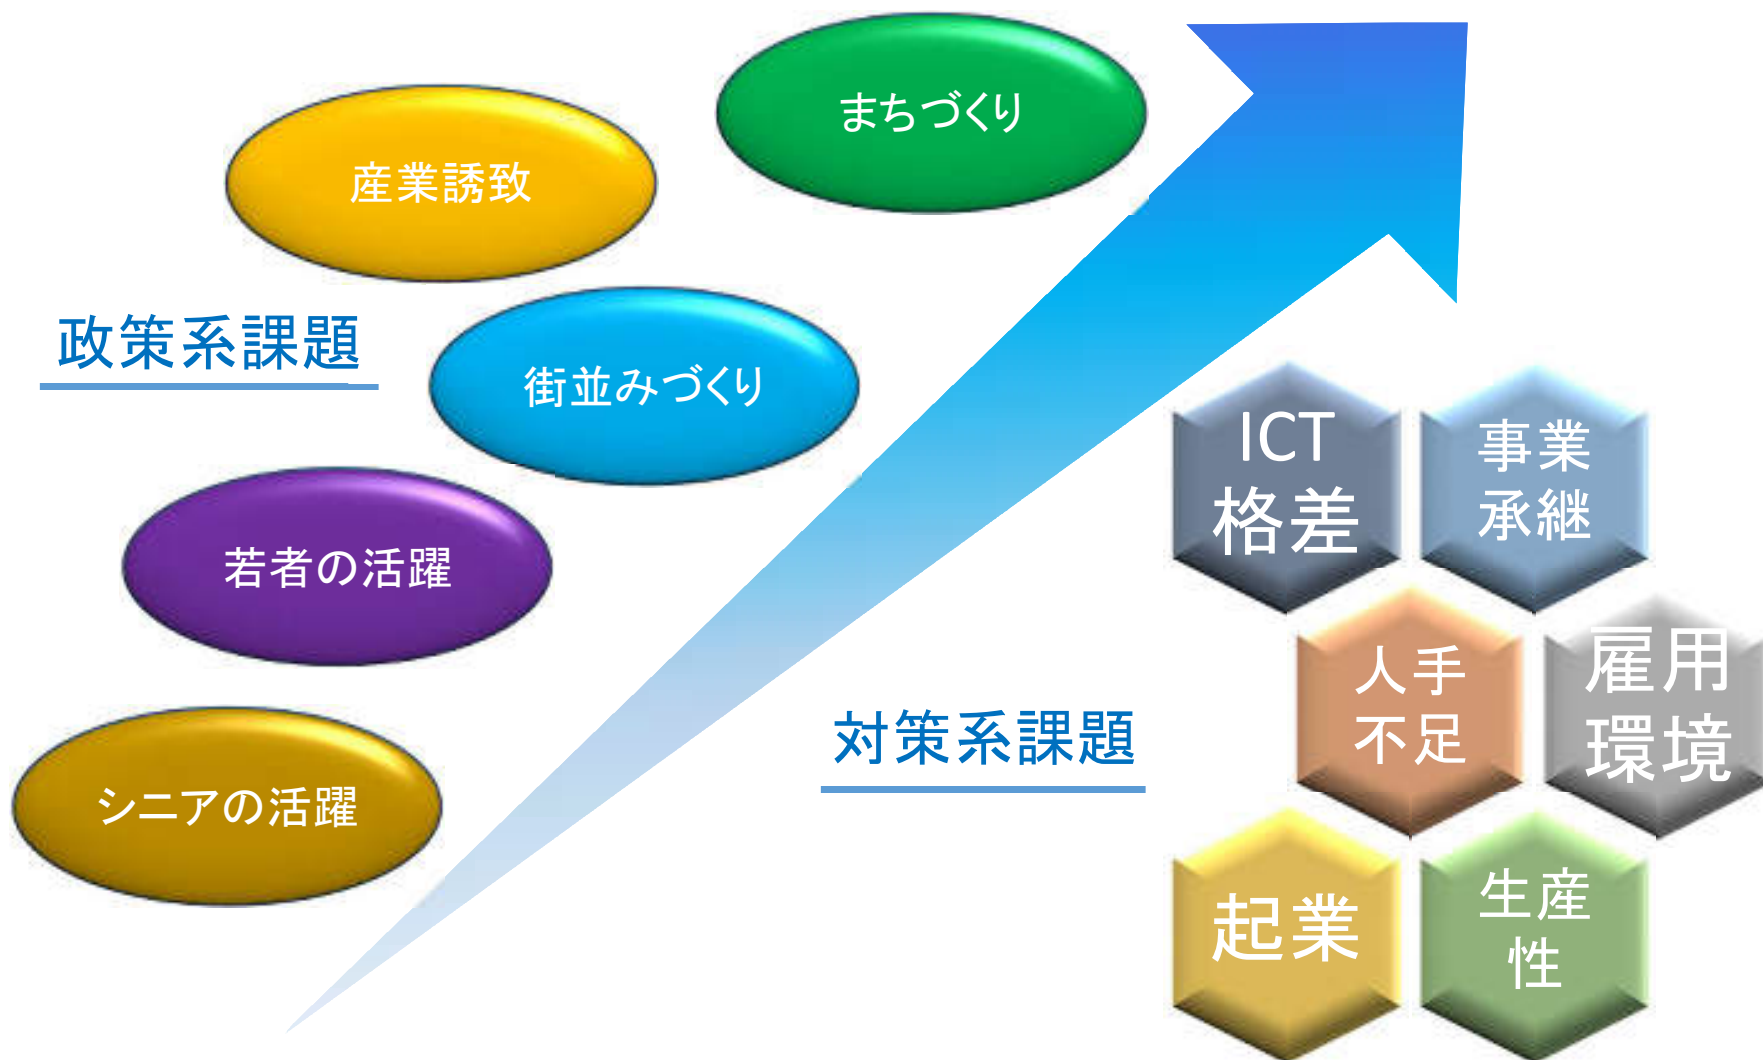 まちづくり
産業誘致
政策系課題
街並みづくり
若者の活躍
シニアの活躍
対策系課題
ICT
格差
事業
承継
人手
不足
雇用
環境
起業
生産
性